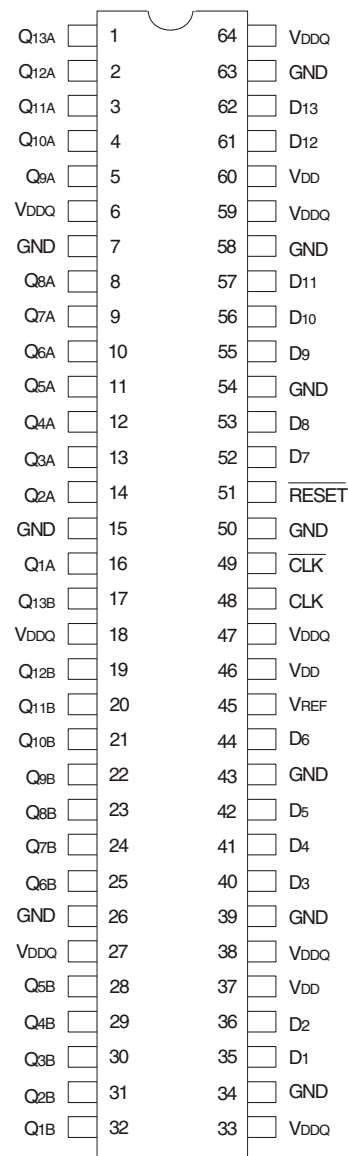 Q13A 1 64 VDDQ
Q12A 2 63 GND
Q11A 3 62 D13
Q10A 4 61 D12
Q9A 5 60 VDD
VDDQ 6 59 VDDQ
GND 7 58 GND
Q8A 8 57 D11
Q7A 9 56 D10
Q6A 10 55 D9
Q5A 11 54 GND
Q4A 12 53 D8
Q3A 13 52 D7
Q2A 14 51 RESET
GND 15 50 GND
Q1A 16 49 CLK
Q13B 17 48 CLK
VDDQ 18 47 VDDQ
Q12B 19 46 VDD
Q11B 20 45 VREF
Q10B 21 44 D6
Q9B 22 43 GND
Q8B 23 42 D5
Q7B 24 41 D4
Q6B 25 40 D3
GND 26 39 GND
VDDQ 27 38 VDDQ
Q5B 28 37 VDD
Q4B 29 36 D2
Q3B 30 35 D1
Q2B 31 34 GND
Q1B 32 33 VDDQ